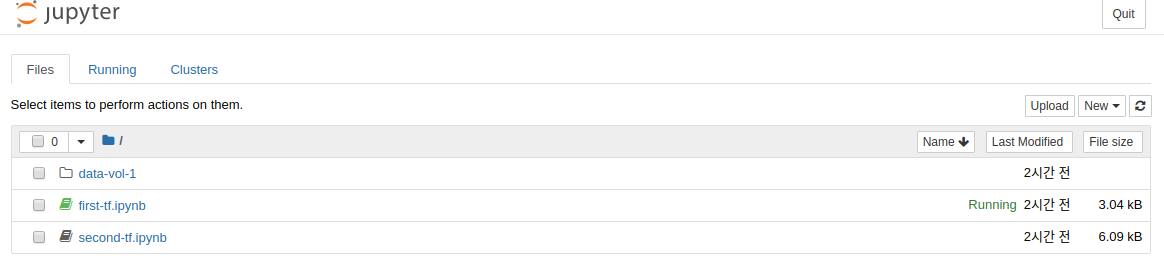 jupyter Quit
Files Running Clusters
Select items to perform actions on them. Upload New
0 / Name Last Modified File size
data-vol-1 2시간 전
first-tf.ipynb Running 2시간 전 3.04 kB
second-tf.ipynb 2시간 전 6.09 kB